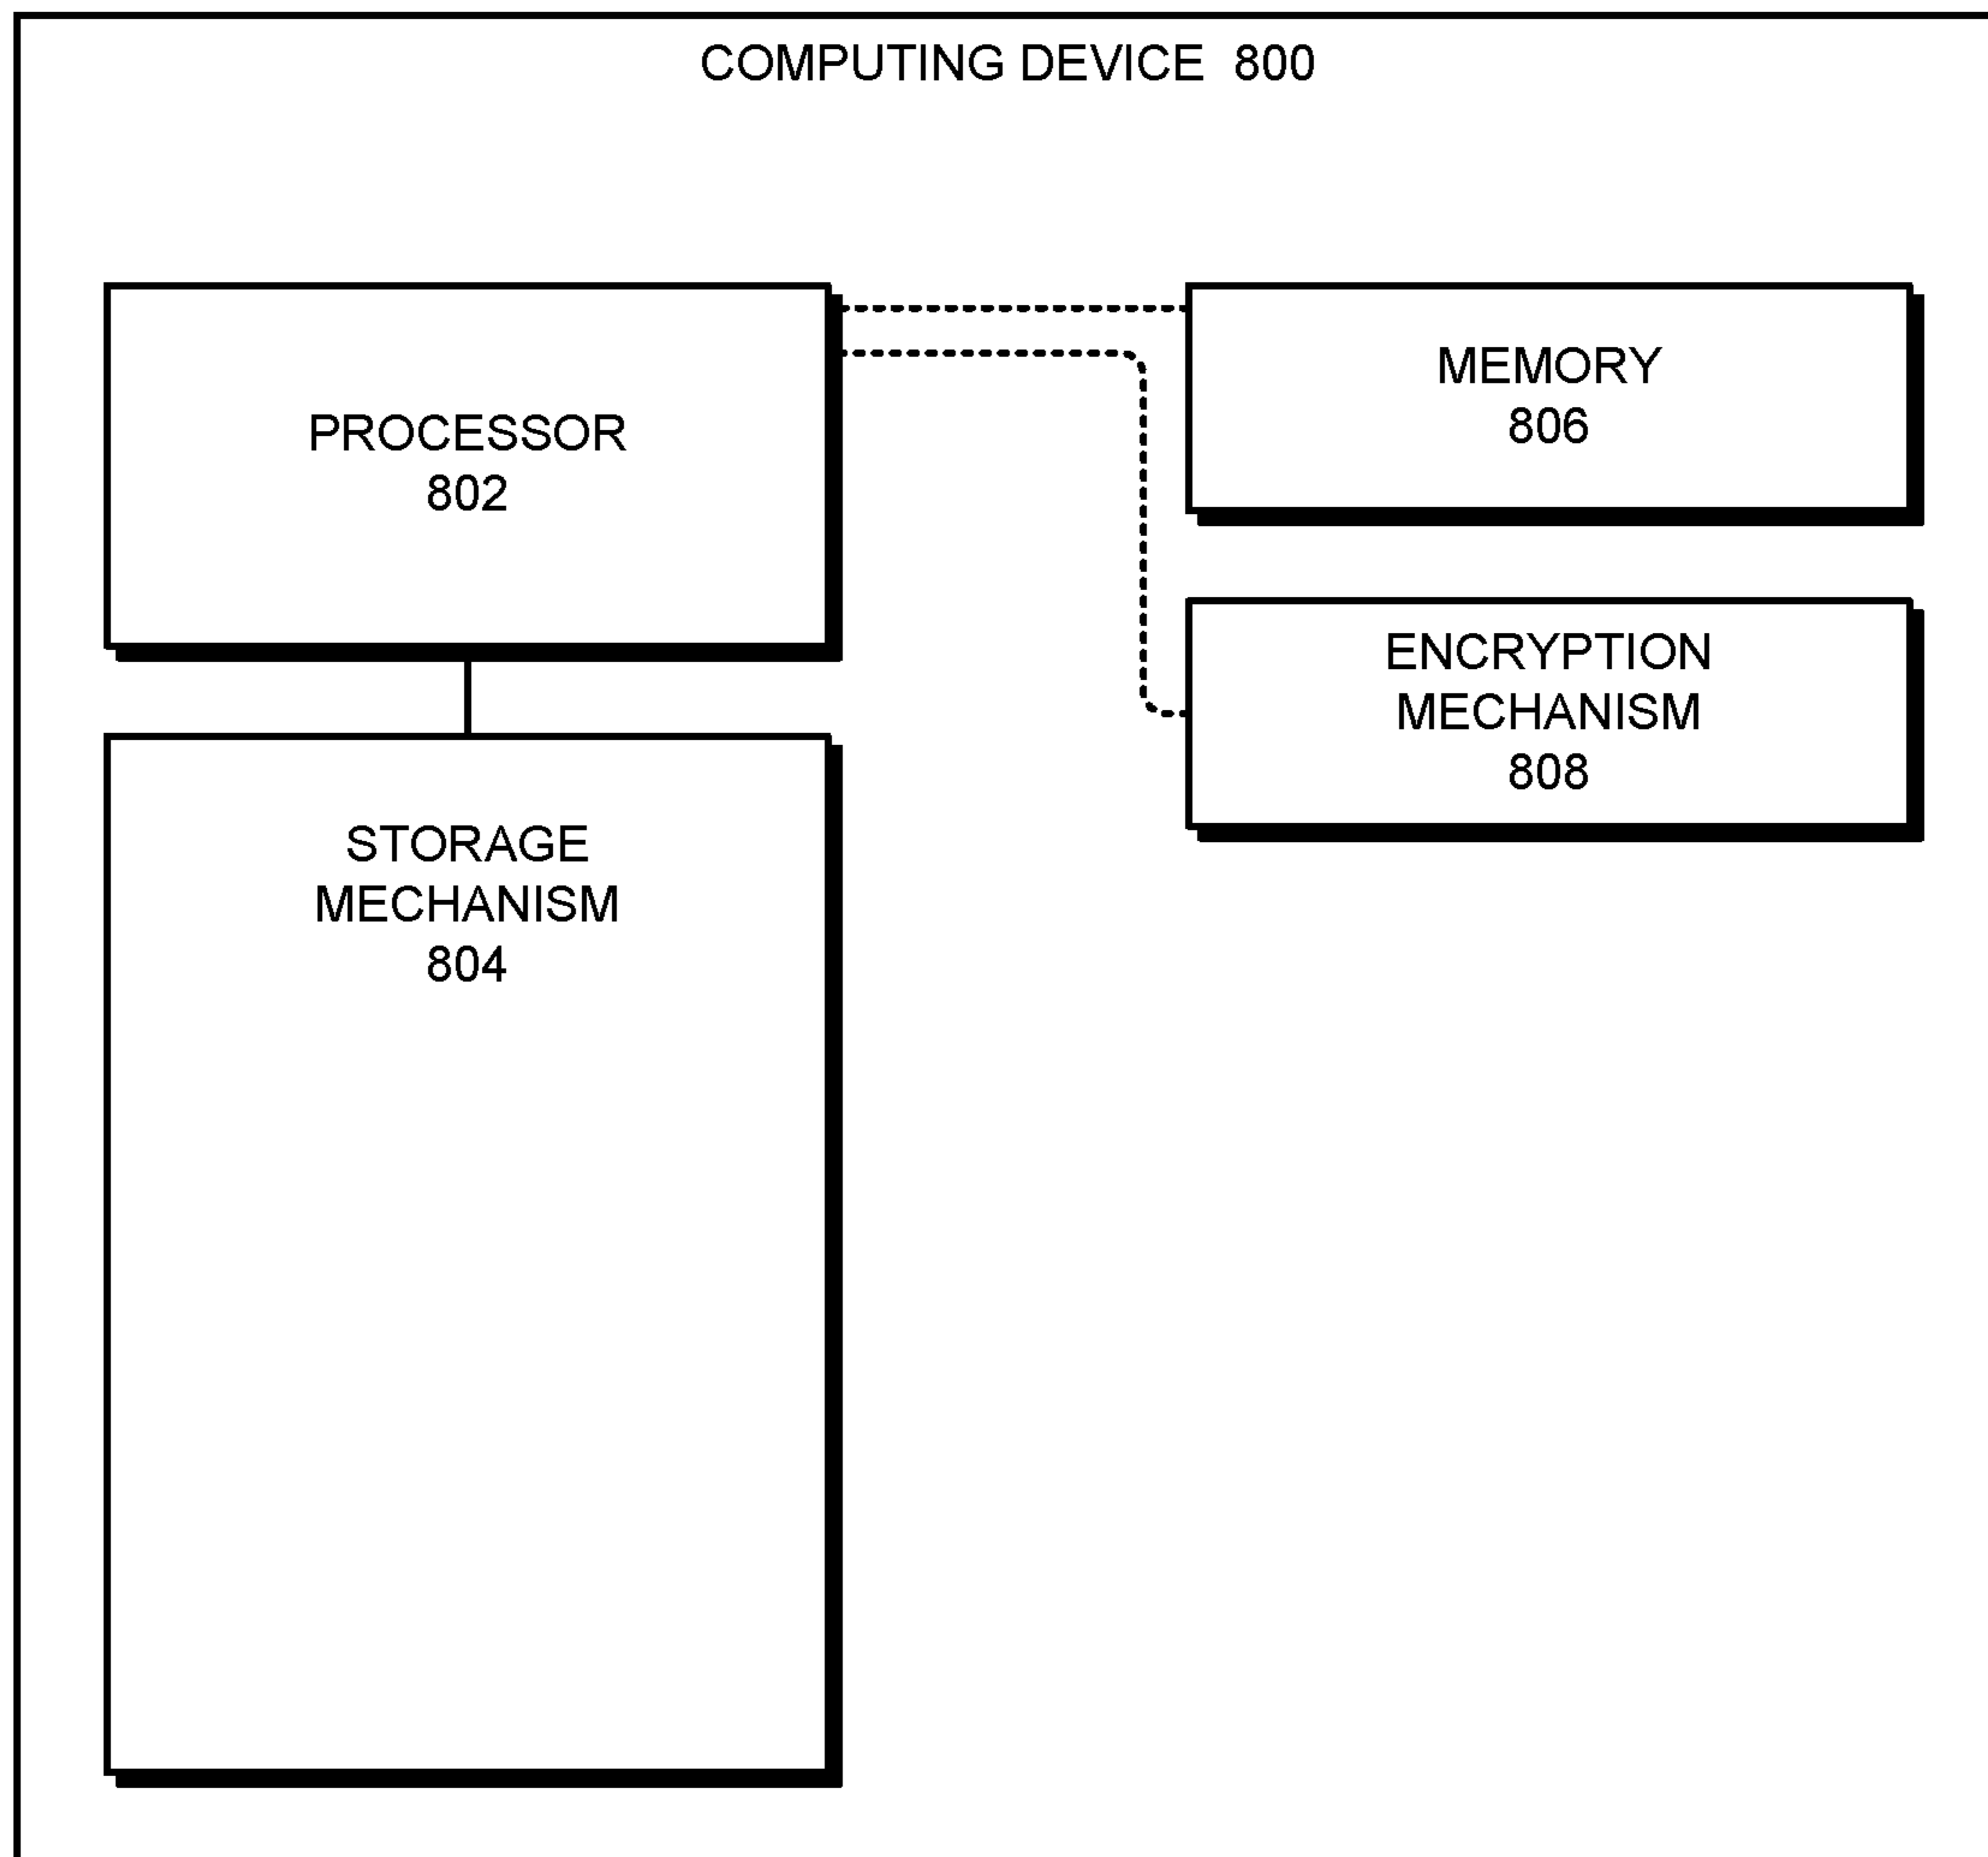 COMPUTING DEVICE 800
PROCESSOR
802
MEMORY
806
ENCRYPTION
MECHANISM
808
STORAGE
MECHANISM
804